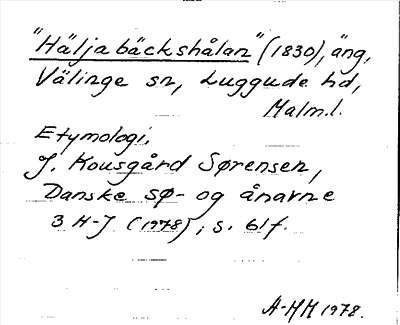 "Häljabäckshålan" (1830), äng,
Välinge sn, Luggude hd,
Malm.l.
Etymologi.
J. Kousgård Sørensen,
Danske sø- og ånavne
3 H-J (1978), s. 61f.
A-MH 1978.